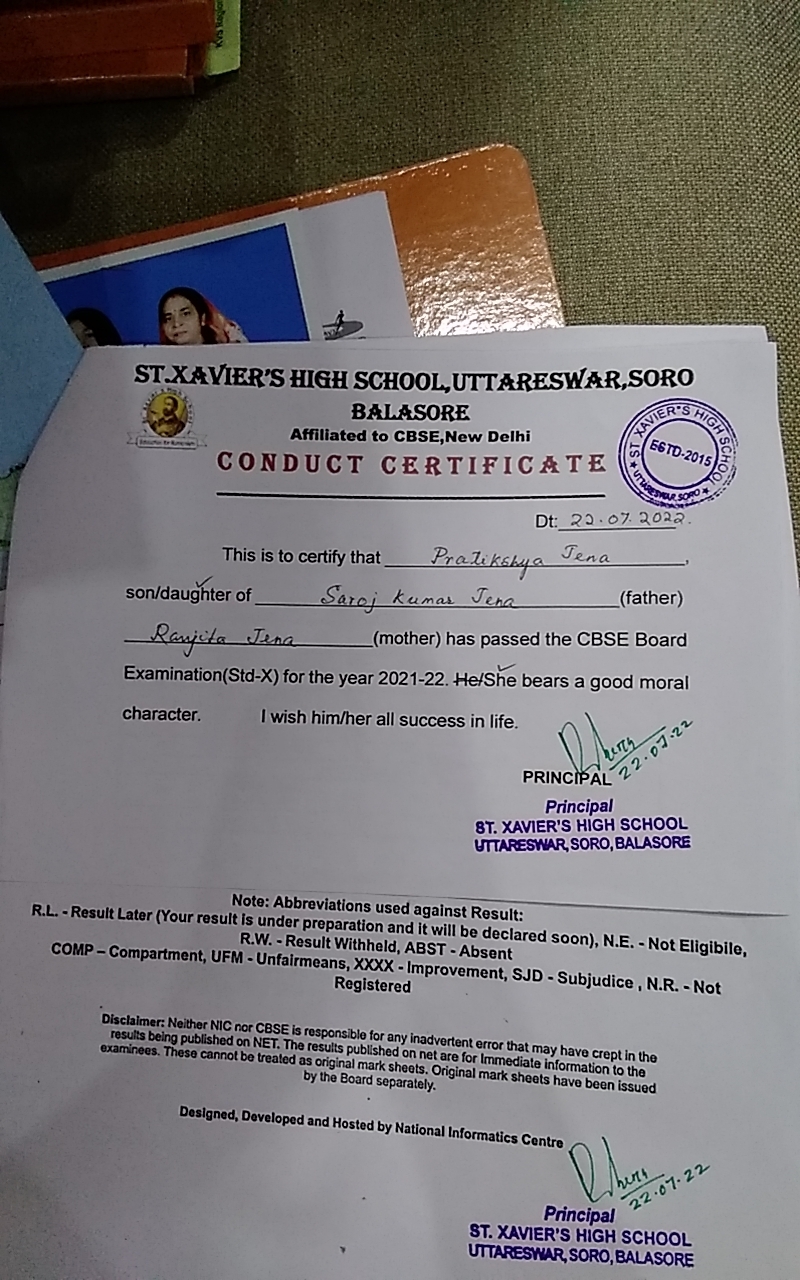 ST.XAVIER'S HIGH SCHOOL,UTTARESWAR,SORO
BALASORE
Affiliated to CBSE,New Delhi
CONDUCT CERTIFICATE
ST XAVIER'S HIGH SCHOOL
ESTD-2015
UTTARESWAR, SORO
Dt: 22.07.2022.
This is to certify that Pratikshya Jena,
son/daughter of Saroj Kumar Jena (father)
Ranjita Jena (mother) has passed the CBSE Board
Examination(Std-X) for the year 2021-22. He/She bears a good moral
character. I wish him/her all success in life.
22.07.22
PRINCIPAL
Principal
ST. XAVIER'S HIGH SCHOOL
UTTARESWAR, SORO, BALASORE
Note: Abbreviations used against Result:
R.L. - Result Later (Your result is under preparation and it will be declared soon), N.E. - Not Eligibile,
R.W. - Result Withheld, ABST - Absent
COMP – Compartment, UFM - Unfairmeans, XXXX - Improvement, SJD - Subjudice , N.R. - Not
Registered
Disclaimer: Neither NIC nor CBSE is responsible for any inadvertent error that may have crept in the
results being published on NET. The results published on net are for Immediate information to the
examinees. These cannot be treated as original mark sheets. Original mark sheets have been issued
by the Board separately.
Designed, Developed and Hosted by National Informatics Centre
22.07.22
Principal
ST. XAVIER'S HIGH SCHOOL
UTTARESWAR, SORO, BALASORE